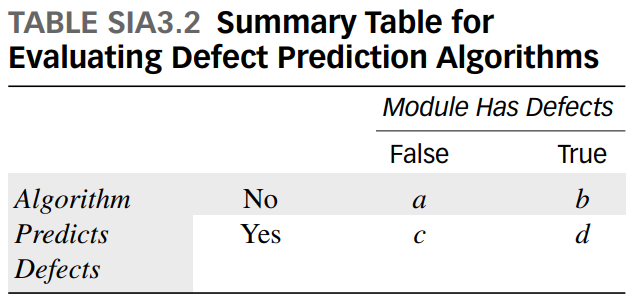 TABLE SIA3.2 Summary Table for
Evaluating Defect Prediction Algorithms
Module Has Defects
False True
Algorithm No a b
Predicts Yes c d
Defects